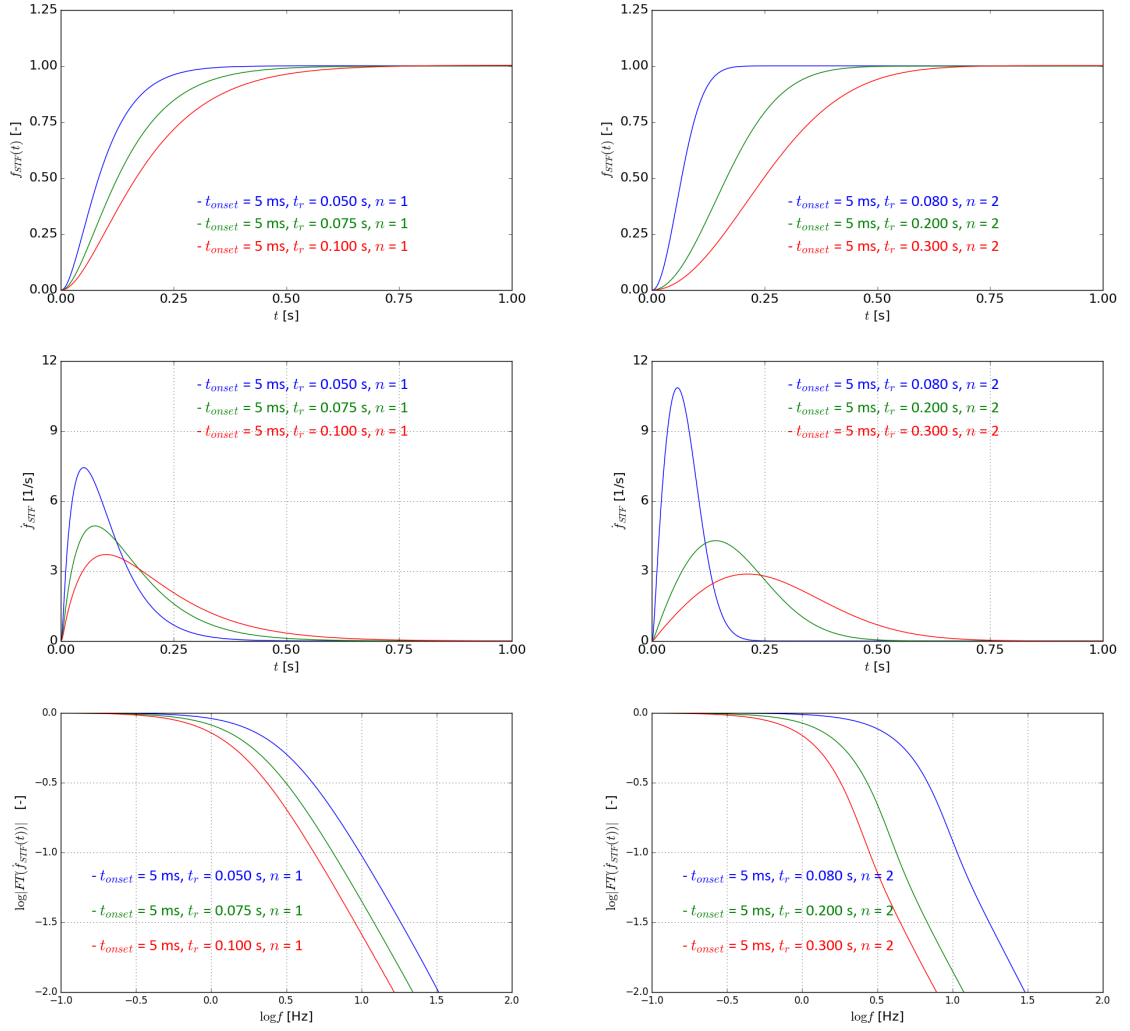 1.25
1.00
0.75
0.50
0.25
0.00
f_STF(t) [-]
- t_onset = 5 ms, t_r = 0.050 s, n = 1
- t_onset = 5 ms, t_r = 0.075 s, n = 1
- t_onset = 5 ms, t_r = 0.100 s, n = 1
0.00 0.25 0.50 0.75 1.00
t [s]
1.25
1.00
0.75
0.50
0.25
0.00
f_STF(t) [-]
- t_onset = 5 ms, t_r = 0.080 s, n = 2
- t_onset = 5 ms, t_r = 0.200 s, n = 2
- t_onset = 5 ms, t_r = 0.300 s, n = 2
0.00 0.25 0.50 0.75 1.00
t [s]
12
9
6
3
0
ḟ_STF [1/s]
- t_onset = 5 ms, t_r = 0.050 s, n = 1
- t_onset = 5 ms, t_r = 0.075 s, n = 1
- t_onset = 5 ms, t_r = 0.100 s, n = 1
0.00 0.25 0.50 0.75 1.00
t [s]
12
9
6
3
0
ḟ_STF [1/s]
- t_onset = 5 ms, t_r = 0.080 s, n = 2
- t_onset = 5 ms, t_r = 0.200 s, n = 2
- t_onset = 5 ms, t_r = 0.300 s, n = 2
0.00 0.25 0.50 0.75 1.00
t [s]
0.0
−0.5
−1.0
−1.5
−2.0
log|FT(ḟ_STF(t))| [-]
- t_onset = 5 ms, t_r = 0.050 s, n = 1
- t_onset = 5 ms, t_r = 0.075 s, n = 1
- t_onset = 5 ms, t_r = 0.100 s, n = 1
−1.0 −0.5 0.0 0.5 1.0 1.5 2.0
log f [Hz]
0.0
−0.5
−1.0
−1.5
−2.0
log|FT(ḟ_STF(t))| [-]
- t_onset = 5 ms, t_r = 0.080 s, n = 2
- t_onset = 5 ms, t_r = 0.200 s, n = 2
- t_onset = 5 ms, t_r = 0.300 s, n = 2
−1.0 −0.5 0.0 0.5 1.0 1.5 2.0
log f [Hz]